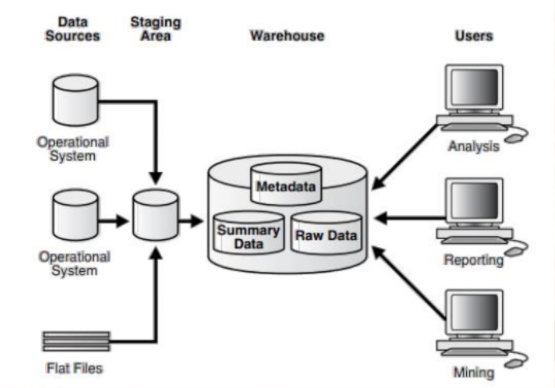 Data
Sources
Staging
Area
Warehouse
Users
Operational
System
Analysis
Metadata
Summary
Data
Raw Data
Operational
System
Reporting
Flat Files
Mining